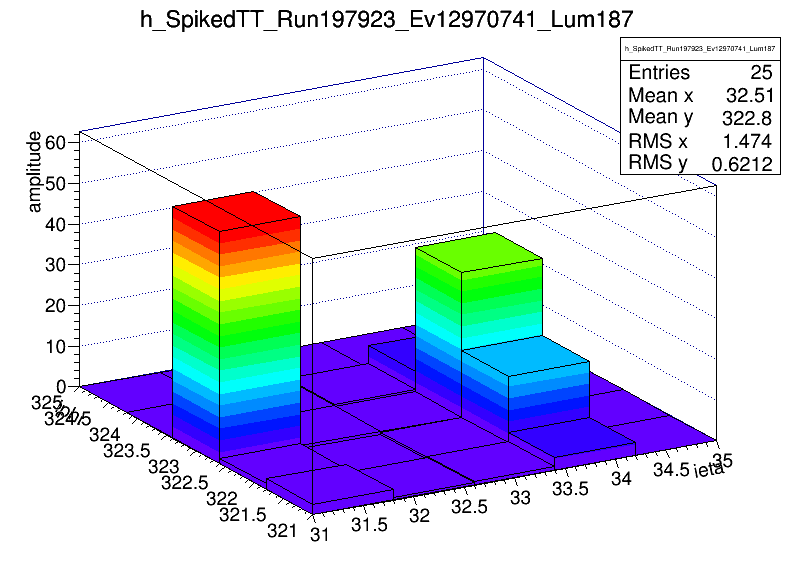 h_SpikedTT_Run197923_Ev12970741_Lum187
h_SpikedTT_Run197923_Ev12970741_Lum187
Entries 25
Mean x 32.51
Mean y 322.8
RMS x 1.474
RMS y 0.6212
amplitude
60
50
40
30
20
10
0
325
324.5
324
323.5
323
322.5
322
321.5
321
31
31.5
32
32.5
33
33.5
34
34.5
35
ieta